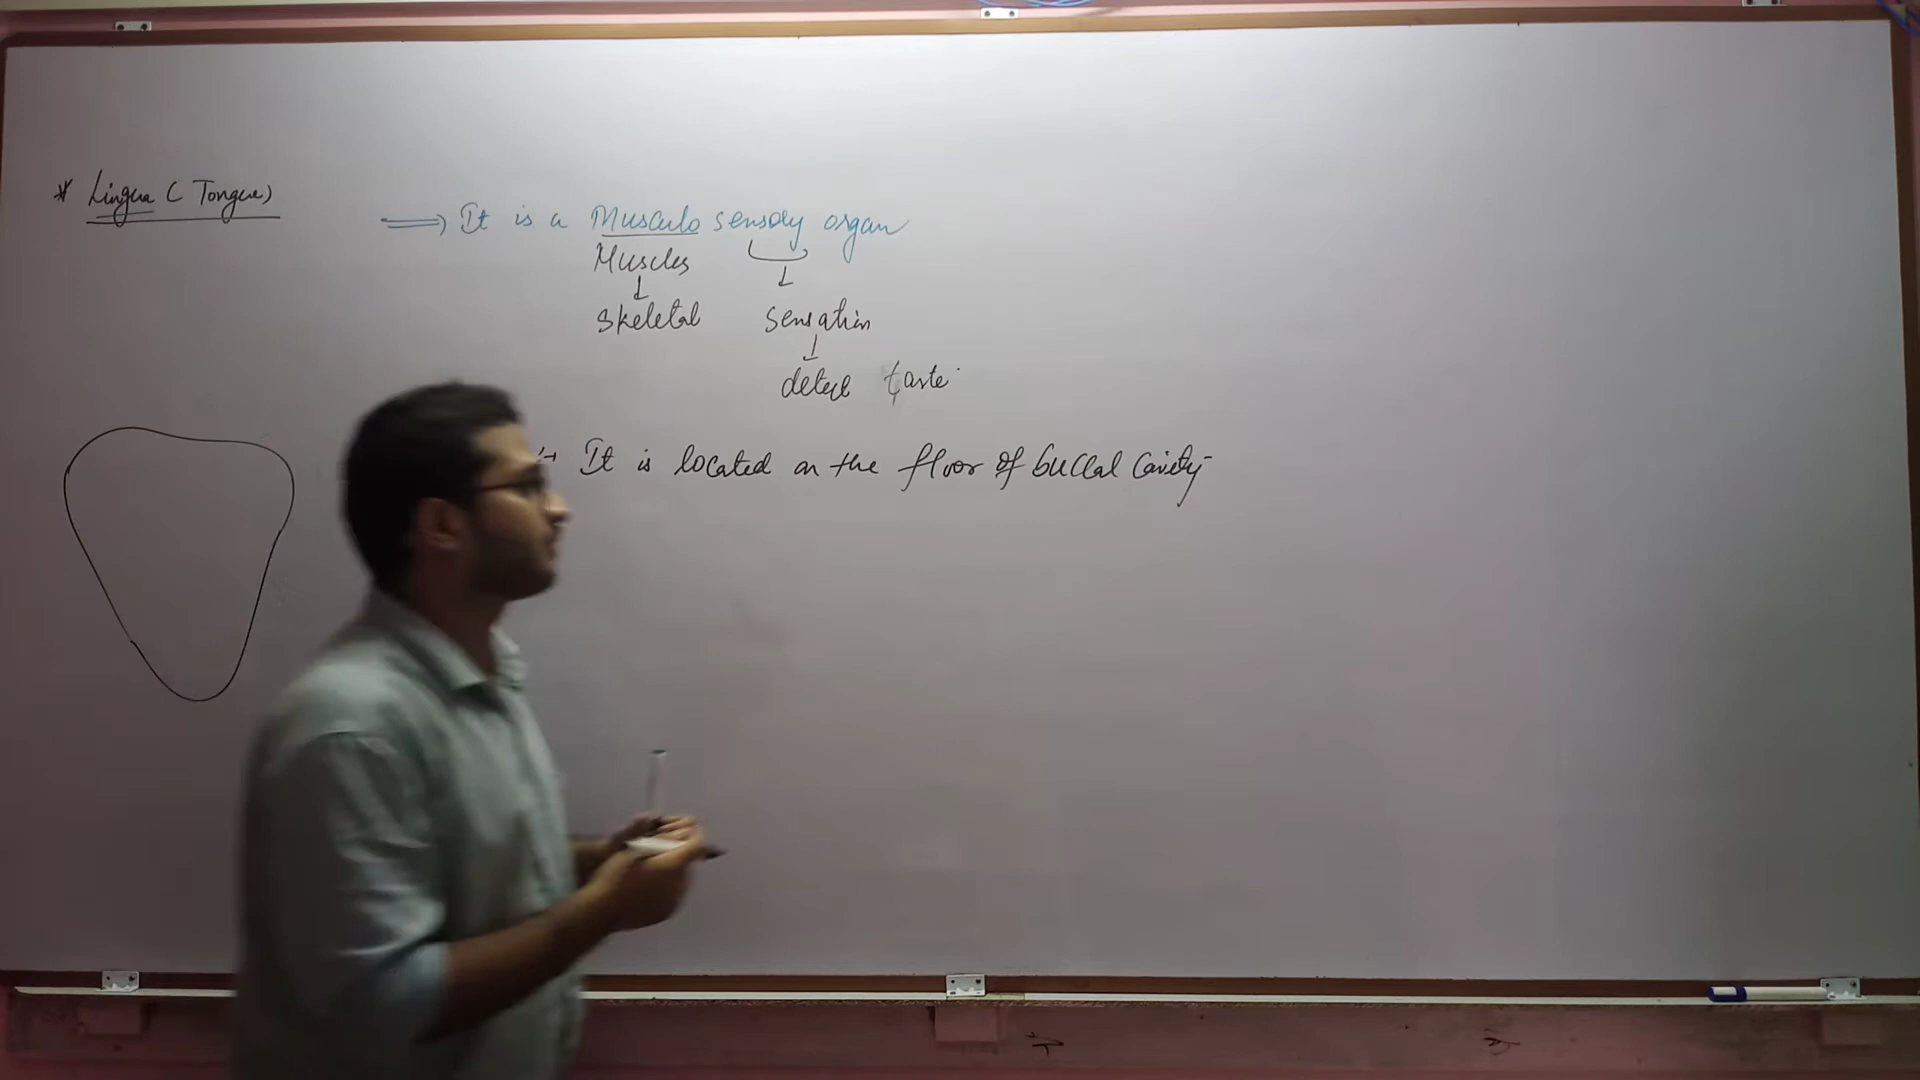 * Lingua (Tongue)
⟹ It is a Musculo sensory organ
Muscles
↓ ↓
skeletal sensation
↓
detect taste
It is located on the floor of buccal cavity